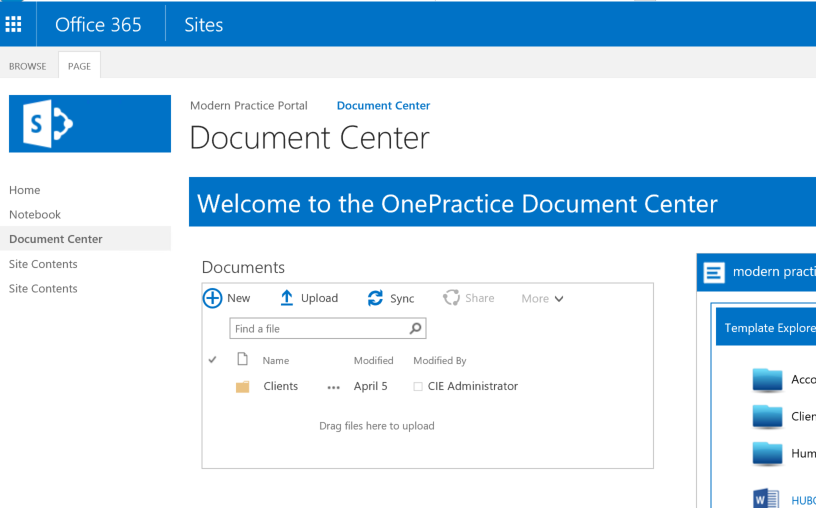 Office 365 Sites
BROWSE PAGE
S
Modern Practice Portal Document Center
Document Center
Home
Notebook
Document Center
Site Contents
Site Contents
Welcome to the OnePractice Document Center
Documents
New Upload Sync Share More
Find a file
Name Modified Modified By
Clients ... April 5 CIE Administrator
Drag files here to upload
modern practi
Template Explore
Acco
Clien
Hum
W HUBO